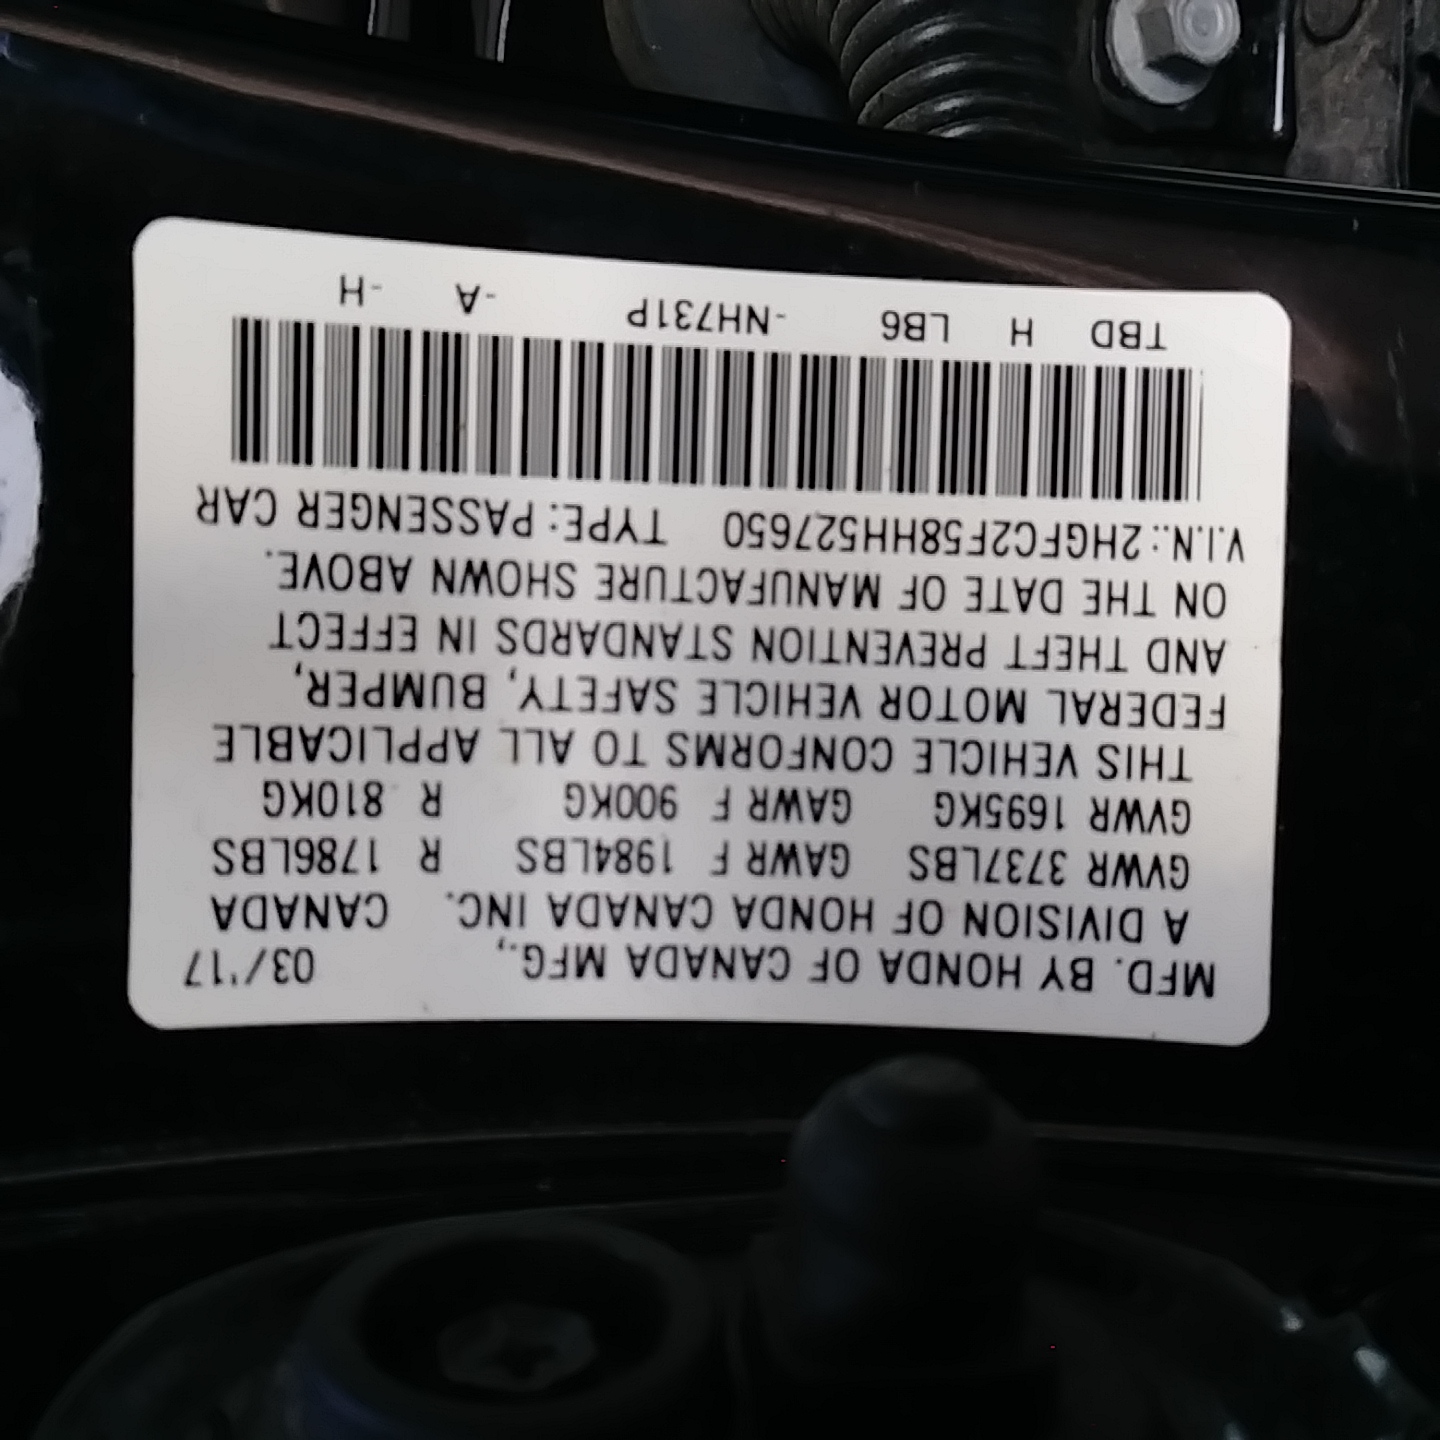 MFD. BY HONDA OF CANADA MFG., 03/'17
A DIVISION OF HONDA CANADA INC. CANADA
GVWR 3737LBS GAWR F 1984LBS R 1786LBS
GVWR 1695KG GAWR F 900KG R 810KG
THIS VEHICLE CONFORMS TO ALL APPLICABLE
FEDERAL MOTOR VEHICLE SAFETY, BUMPER,
AND THEFT PREVENTION STANDARDS IN EFFECT
ON THE DATE OF MANUFACTURE SHOWN ABOVE.
V.I.N.: 2HGFC2F58HH527650 TYPE: PASSENGER CAR
TBD H LB6 -NH731P -A -H